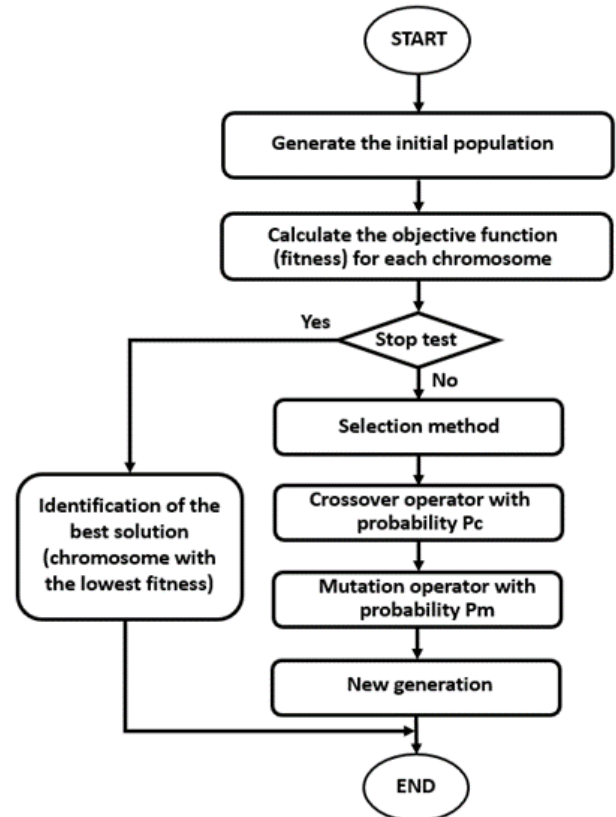 START
Generate the initial population
Calculate the objective function
(fitness) for each chromosome
Yes
Stop test
No
Selection method
Identification of the
best solution
(chromosome with
the lowest fitness)
Crossover operator with
probability Pc
Mutation operator with
probability Pm
New generation
END